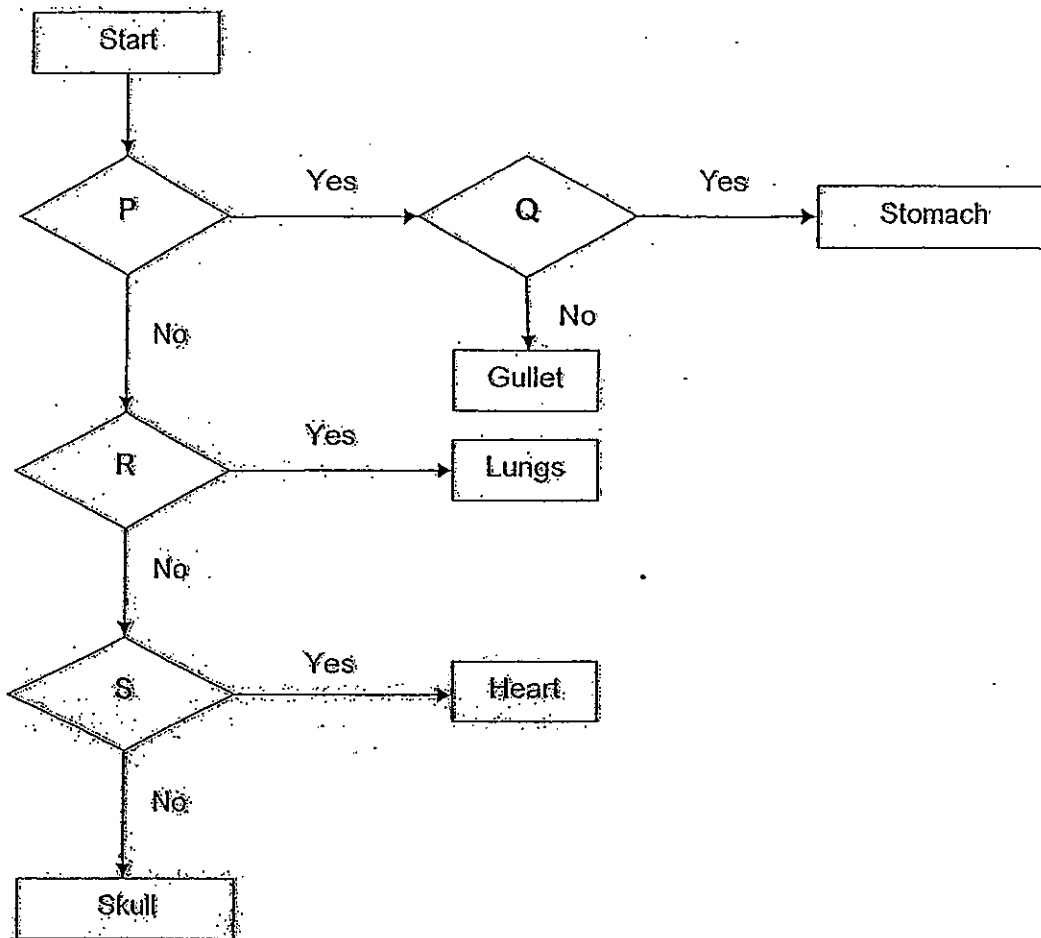 Start
P
Yes
Q
Yes
Stomach
No
No
Gullet
R
Yes
Lungs
No
S
Yes
Heart
No
Skull